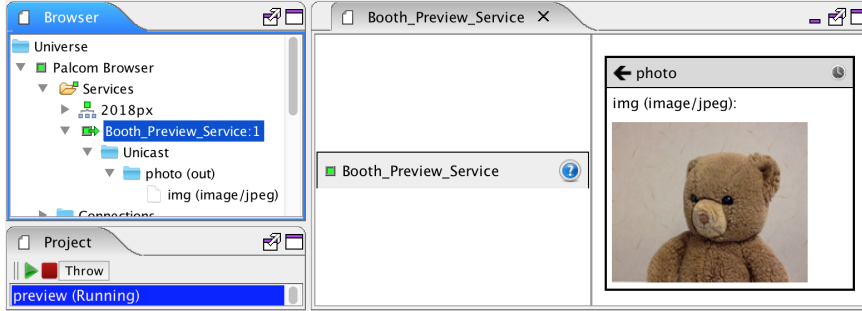 Browser
Universe
Palcom Browser
Services
2018px
Booth_Preview_Service:1
Unicast
photo (out)
img (image/jpeg)
Connections
Project
Throw
preview (Running)
Booth_Preview_Service X
Booth_Preview_Service ?
photo
img (image/jpeg):